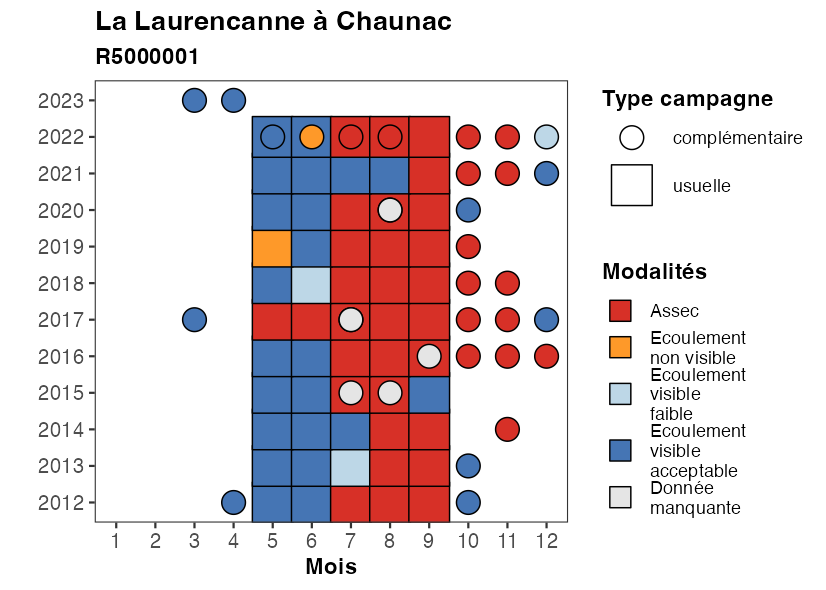 La Laurencanne à Chaunac
R5000001
2023
2022
2021
2020
2019
2018
2017
2016
2015
2014
2013
2012
1 2 3 4 5 6 7 8 9 10 11 12
Mois
Type campagne
complémentaire
usuelle
Modalités
Assec
Ecoulement
non visible
Ecoulement
visible
faible
Ecoulement
visible
acceptable
Donnée
manquante